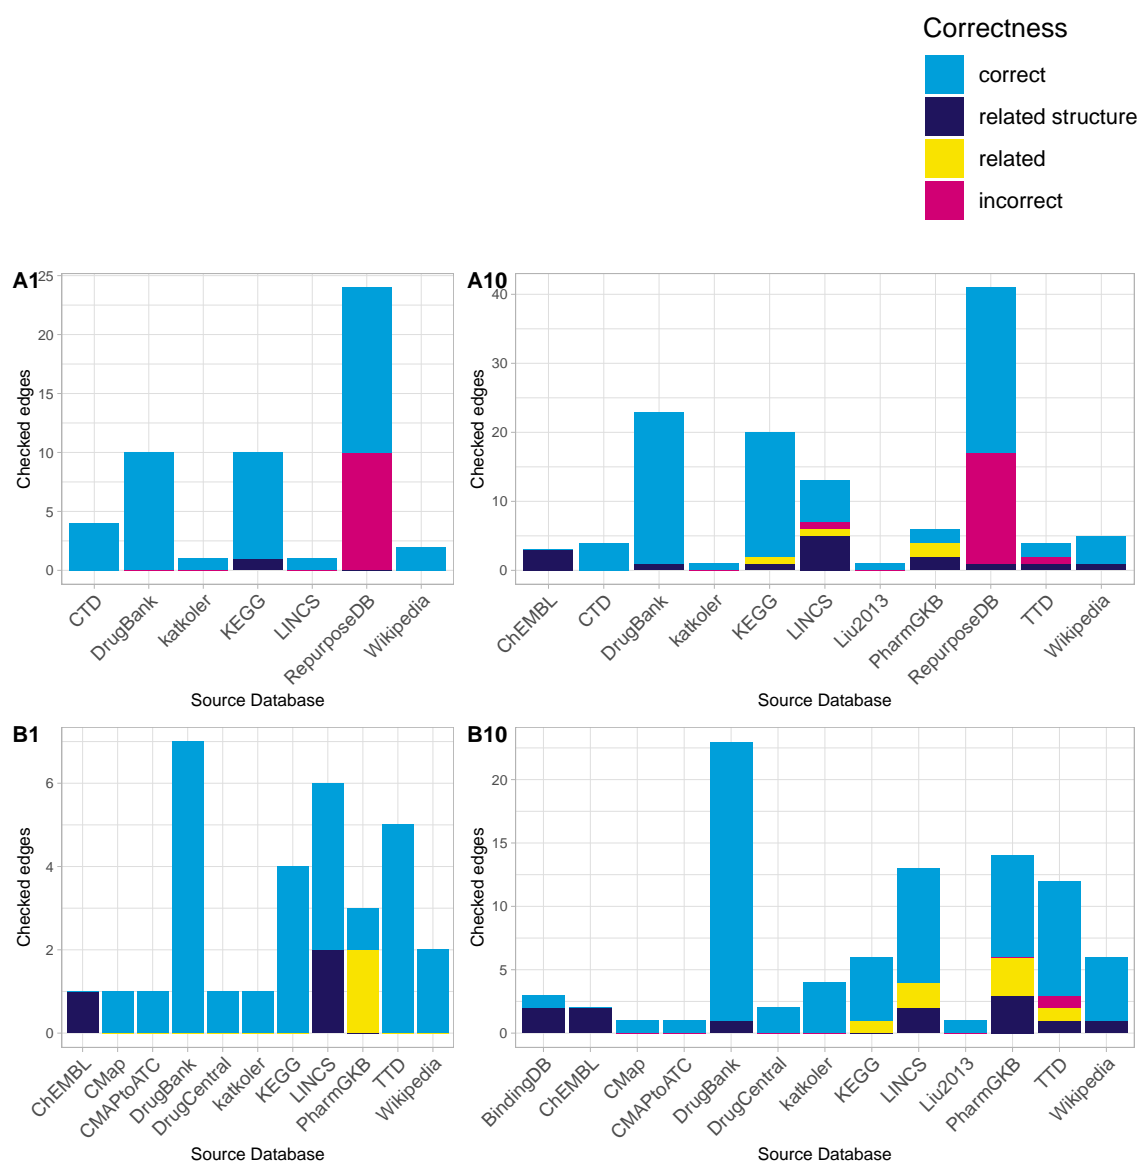 Correctness
correct
related structure
related
incorrect
A1
25
20
15
10
5
0
Checked edges
CTD
DrugBank
katkoler
KEGG
LINCS
RepurposeDB
Wikipedia
Source Database
A10
40
30
20
10
0
Checked edges
ChEMBL
CTD
DrugBank
katkoler
KEGG
LINCS
Liu2013
PharmGKB
RepurposeDB
TTD
Wikipedia
Source Database
B1
6
4
2
0
Checked edges
ChEMBL
CMap
CMAPtoATC
DrugBank
DrugCentral
katkoler
KEGG
LINCS
PharmGKB
TTD
Wikipedia
Source Database
B10
20
15
10
5
0
Checked edges
BindingDB
ChEMBL
CMap
CMAPtoATC
DrugBank
DrugCentral
katkoler
KEGG
LINCS
Liu2013
PharmGKB
TTD
Wikipedia
Source Database